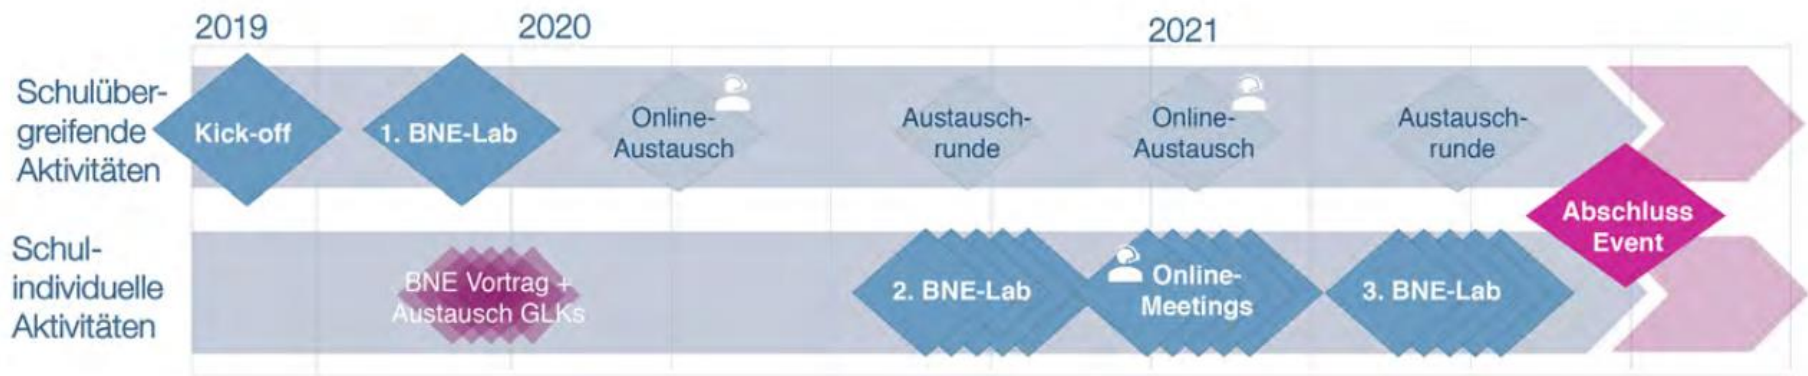 2019
2020
2021
Schulüber-
greifende
Aktivitäten
Kick-off
1. BNE-Lab
Online-
Austausch
Austausch-
runde
Online-
Austausch
Austausch-
runde
Abschluss
Event
Schul-
individuelle
Aktivitäten
BNE Vortrag +
Austausch GLKs
2. BNE-Lab
Online-
Meetings
3. BNE-Lab